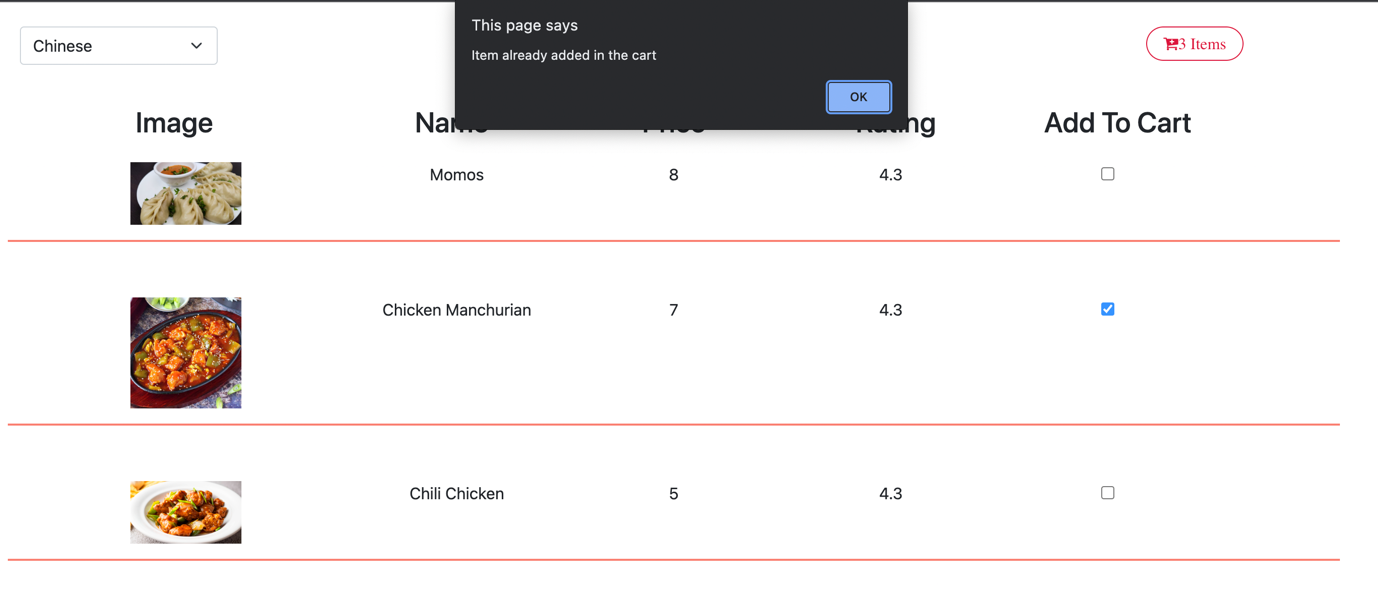 This page says
Item already added in the cart
OK
Chinese
3 Items
Image Add To Cart
Momos 8 4.3
Chicken Manchurian 7 4.3
Chili Chicken 5 4.3